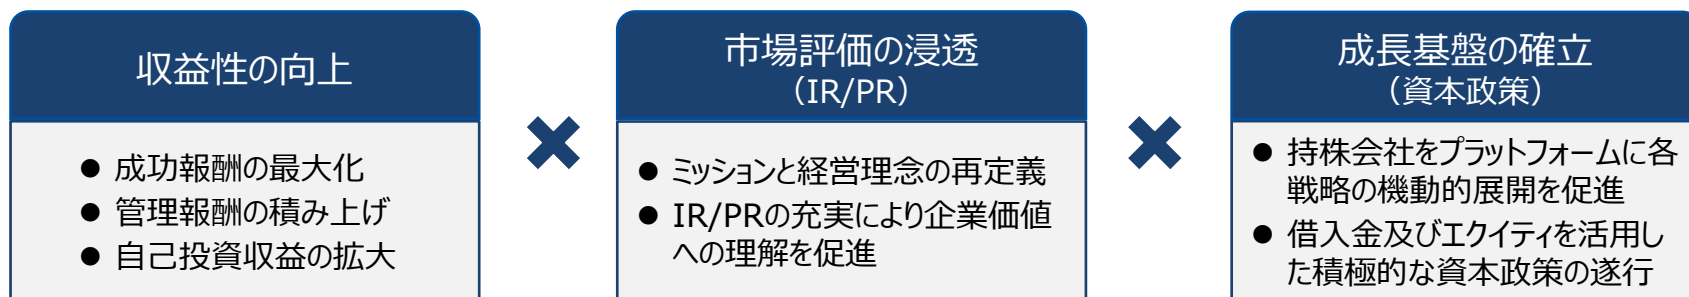 収益性の向上
● 成功報酬の最大化
● 管理報酬の積み上げ
● 自己投資収益の拡大
市場評価の浸透
（IR/PR）
● ミッションと経営理念の再定義
● IR/PRの充実により企業価値
への理解を促進
成長基盤の確立
（資本政策）
● 持株会社をプラットフォームに各
戦略の機動的展開を促進
● 借入金及びエクイティを活用し
た積極的な資本政策の遂行